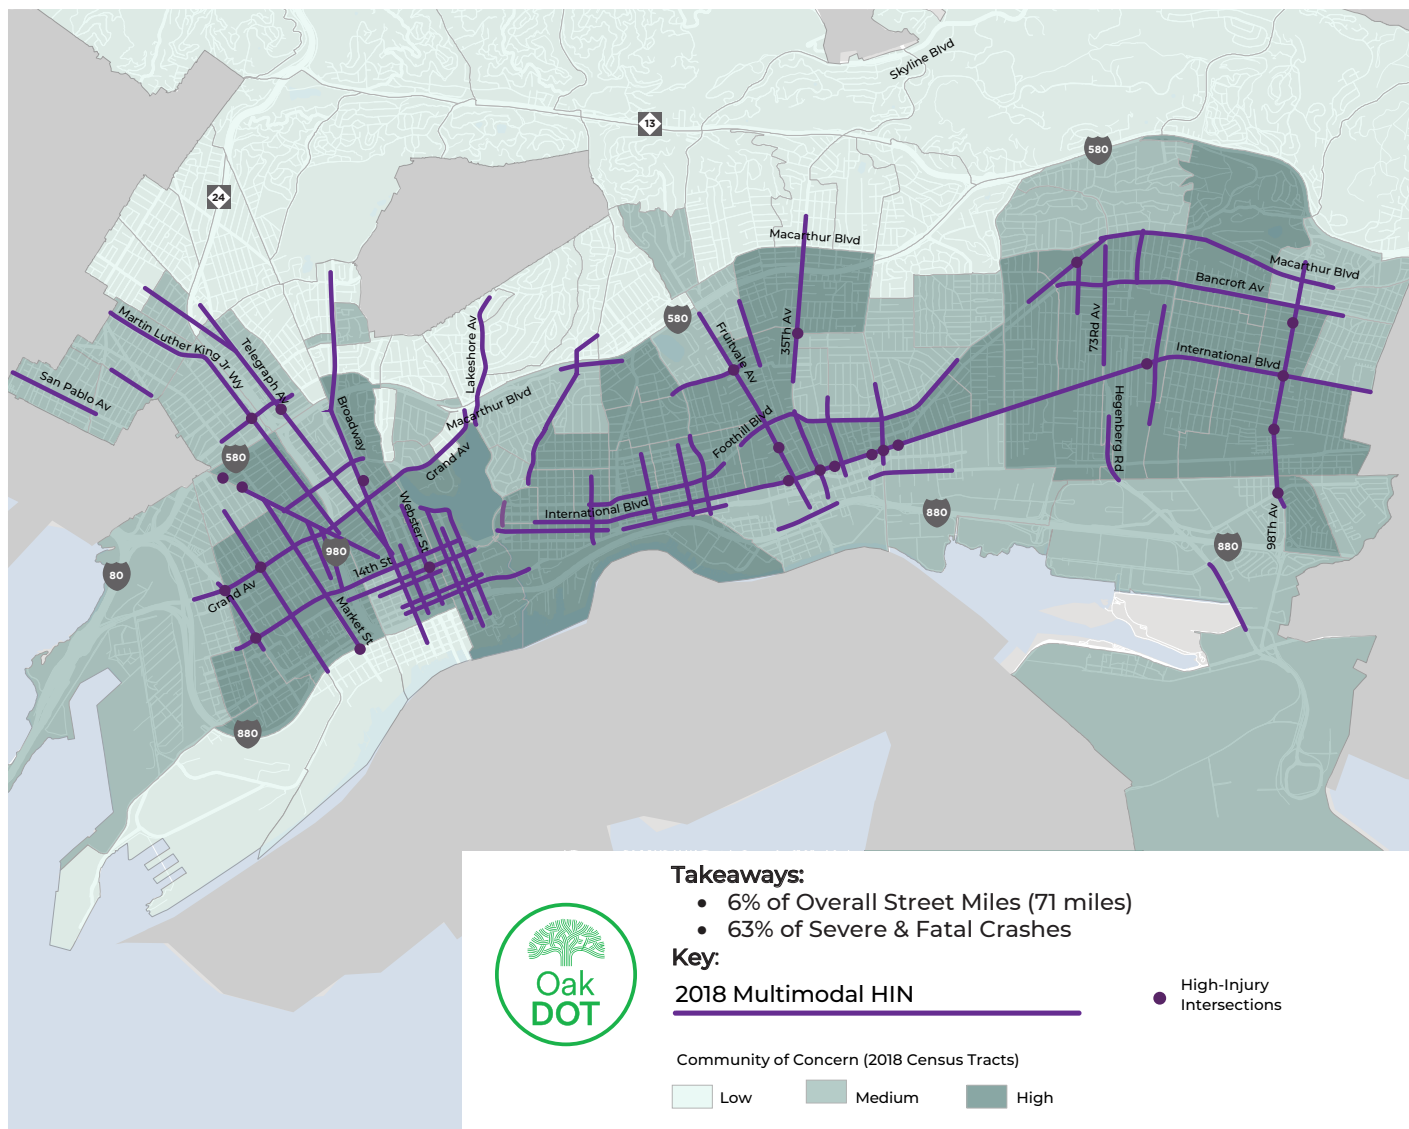 Skyline Blvd
13
580
24
Macarthur Blvd
Macarthur Blvd
Bancroft Av
580
Lakeshore Av
Fruitvale Av
35Th Av
73Rd Av
International Blvd
Martin Luther King Jr Wy
Telegraph Av
San Pablo Av
Broadway
Macarthur Blvd
Grand Av
Foothill Blvd
Hegenberger Rd
580
Webster St
International Blvd
880
98Th Av
880
980
14th St
80
Grand Av
Market St
880
Takeaways:
• 6% of Overall Street Miles (71 miles)
• 63% of Severe & Fatal Crashes
Key:
2018 Multimodal HIN
High-Injury
Intersections
Oak
DOT
Community of Concern (2018 Census Tracts)
Low
Medium
High